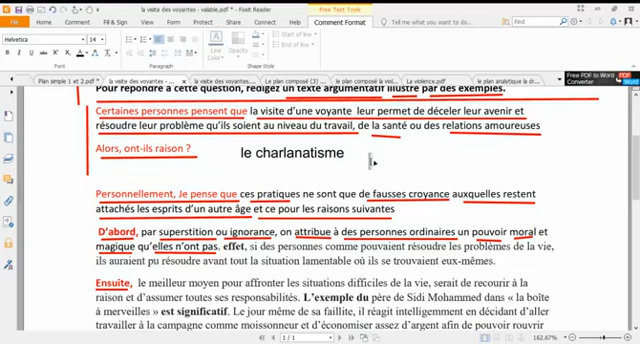 la visite des voyantes - valable.pdf * - Foxit Reader
Free Text Tools
File
Home
Comment
View
Form
Protect
Share
Connect
Help
Extras
Comment Format
Tell me what you want to do...
Find
Helvetica
14
Area
Line
Object
Start of Line
End of Line
Plan simple 1 et 2.pdf *
la visite des voyantes - ...
la visite des voyantes...
Le plan composé ( 3)...
Le plan composé la viol...
La violence.pdf
le plan analytique la dr...
Free PDF to Word
Converter
PDF
Word
Pour répondre à cette question, rédigez un texte argumentatif illustre par des exemples.
Certaines personnes pensent que la visite d'une voyante leur permet de déceler leur avenir et
résoudre leur problème qu'ils soient au niveau du travail, de la santé ou des relations amoureuses
Alors, ont-ils raison ?
le charlanatisme
Personnellement, Je pense que ces pratiques ne sont que de fausses croyance auxquelles restent
attachés les esprits d'un autre âge et ce pour les raisons suivantes
D'abord, par superstition ou ignorance, on attribue à des personnes ordinaires un pouvoir moral et
magique qu'elles n'ont pas. effet, si des personnes comme pouvaient résoudre les problèmes de la vie,
ils auraient pu résoudre avant tout la situation lamentable où ils se trouvaient eux-mêmes.
Ensuite, le meilleur moyen pour affronter les situations difficiles de la vie, serait de recourir à la
raison et d'assumer toutes ses responsabilités. L'exemple du père de Sidi Mohammed dans « la boîte
à merveilles » est significatif. Le jour même de sa faillite, il réagit intelligemment en décidant d'aller
travailler à la campagne comme moissonneur et d'économiser assez d'argent afin de pouvoir rouvrir
1 / 1
162.67%